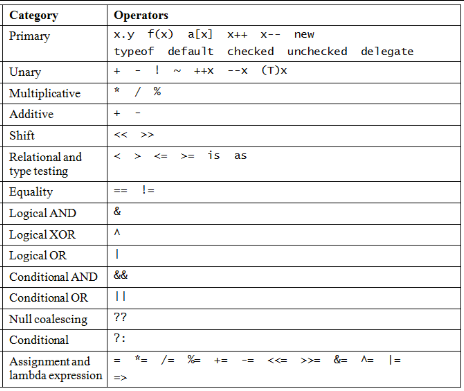 Category Operators
Primary x.y f(x) a[x] x++ x-- new
typeof default checked unchecked delegate
Unary + - ! ~ ++x --x (T)x
Multiplicative * / %
Additive + -
Shift << >>
Relational and < > <= >= is as
type testing
Equality == !=
Logical AND &
Logical XOR ^
Logical OR |
Conditional AND &&
Conditional OR ||
Null coalescing ??
Conditional ?:
Assignment and = *= /= %= += -= <<= >>= &= ^= |=
lambda expression =>